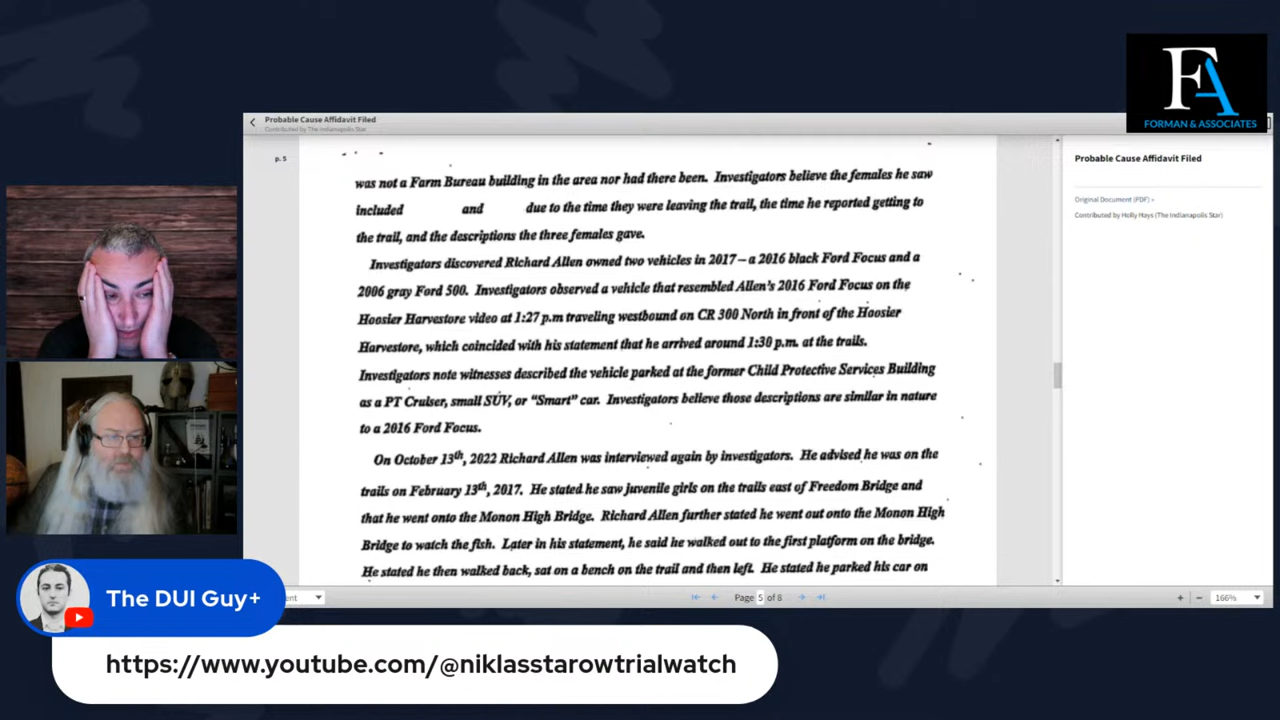 FA
FORMAN & ASSOCIATES
Probable Cause Affidavit Filed
Contributed by The Indianapolis Star
p. 5
was not a Farm Bureau building in the area nor had there been. Investigators believe the females he saw
included and due to the time they were leaving the trail, the time he reported getting to
the trail, and the descriptions the three females gave.
Investigators discovered Richard Allen owned two vehicles in 2017 – a 2016 black Ford Focus and a
2006 gray Ford 500. Investigators observed a vehicle that resembled Allen's 2016 Ford Focus on the
Hoosier Harvestore video at 1:27 p.m traveling westbound on CR 300 North in front of the Hoosier
Harvestore, which coincided with his statement that he arrived around 1:30 p.m. at the trails.
Investigators note witnesses described the vehicle parked at the former Child Protective Services Building
as a PT Cruiser, small SUV, or "Smart" car. Investigators believe those descriptions are similar in nature
to a 2016 Ford Focus.
On October 13th, 2022 Richard Allen was interviewed again by investigators. He advised he was on the
trails on February 13th, 2017. He stated he saw juvenile girls on the trails east of Freedom Bridge and
that he went onto the Monon High Bridge. Richard Allen further stated he went out onto the Monon High
Bridge to watch the fish. Later in his statement, he said he walked out to the first platform on the bridge.
He stated he then walked back, sat on a bench on the trail and then left. He stated he parked his car on
Probable Cause Affidavit Filed
Original Document (PDF) »
Contributed by Holly Hays (The Indianapolis Star)
Page 5 of 8
166%
The DUI Guy+
https://www.youtube.com/@niklasstarowtrialwatch